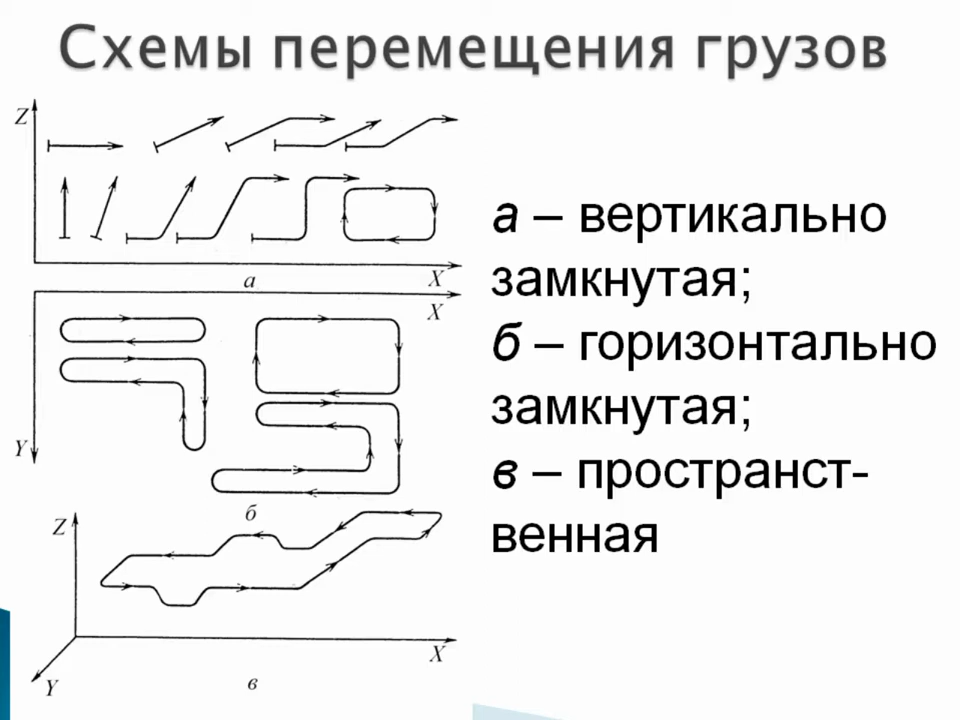 Схемы перемещения грузов
Z
X
а
X
Y
б
Z
X
Y
в
а – вертикально
замкнутая;
б – горизонтально
замкнутая;
в – пространст-
венная